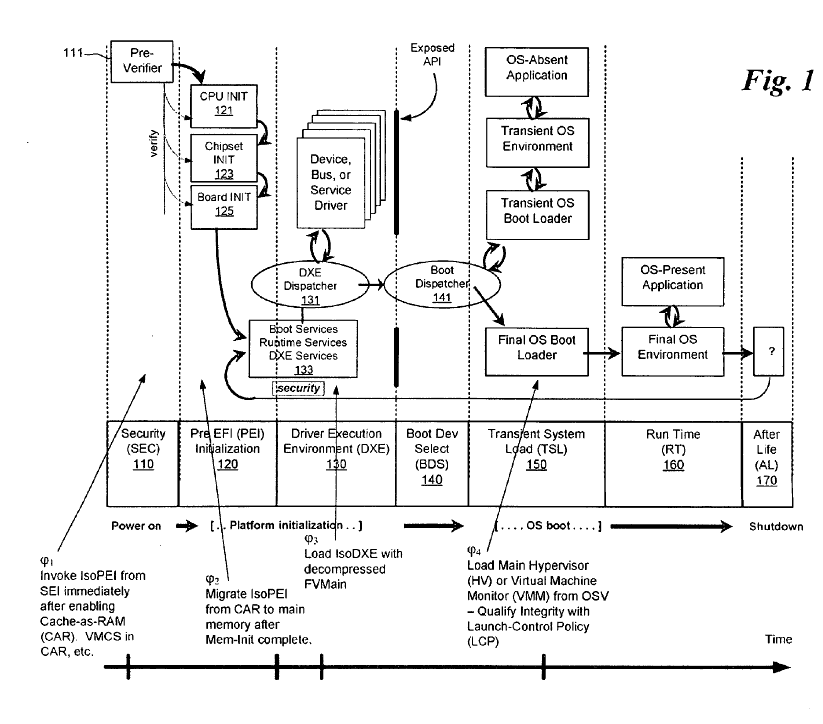 111
Pre-
Verifier
verify
CPU INIT
121
Chipset
INIT
123
Board INIT
125
Device,
Bus, or
Service
Driver
Exposed
API
OS-Absent
Application
Transient OS
Environment
Transient OS
Boot Loader
Fig. 1
DXE
Dispatcher
131
Boot
Dispatcher
141
OS-Present
Application
Boot Services
Runtime Services
DXE Services
133
security
Final OS Boot
Loader
Final OS
Environment
?
Security
(SEC)
110
Pre EFI (PEI)
Initialization
120
Driver Execution
Environment (DXE)
130
Boot Dev
Select
(BDS)
140
Transient System
Load (TSL)
150
Run Time
(RT)
160
After
Life
(AL)
170
Power on
[ . . Platform initialization . . ]
[ . . . . OS boot . . . . ]
Shutdown
φ1
Invoke IsoPEI from
SEI immediately
after enabling
Cache-as-RAM
(CAR). VMCS in
CAR, etc.
φ2
Migrate IsoPEI
from CAR to main
memory after
Mem-Init complete.
φ3
Load IsoDXE with
decompressed
FVMain
φ4
Load Main Hypervisor
(HV) or Virtual Machine
Monitor (VMM) from OSV
– Qualify Integrity with
Launch-Control Policy
(LCP)
Time